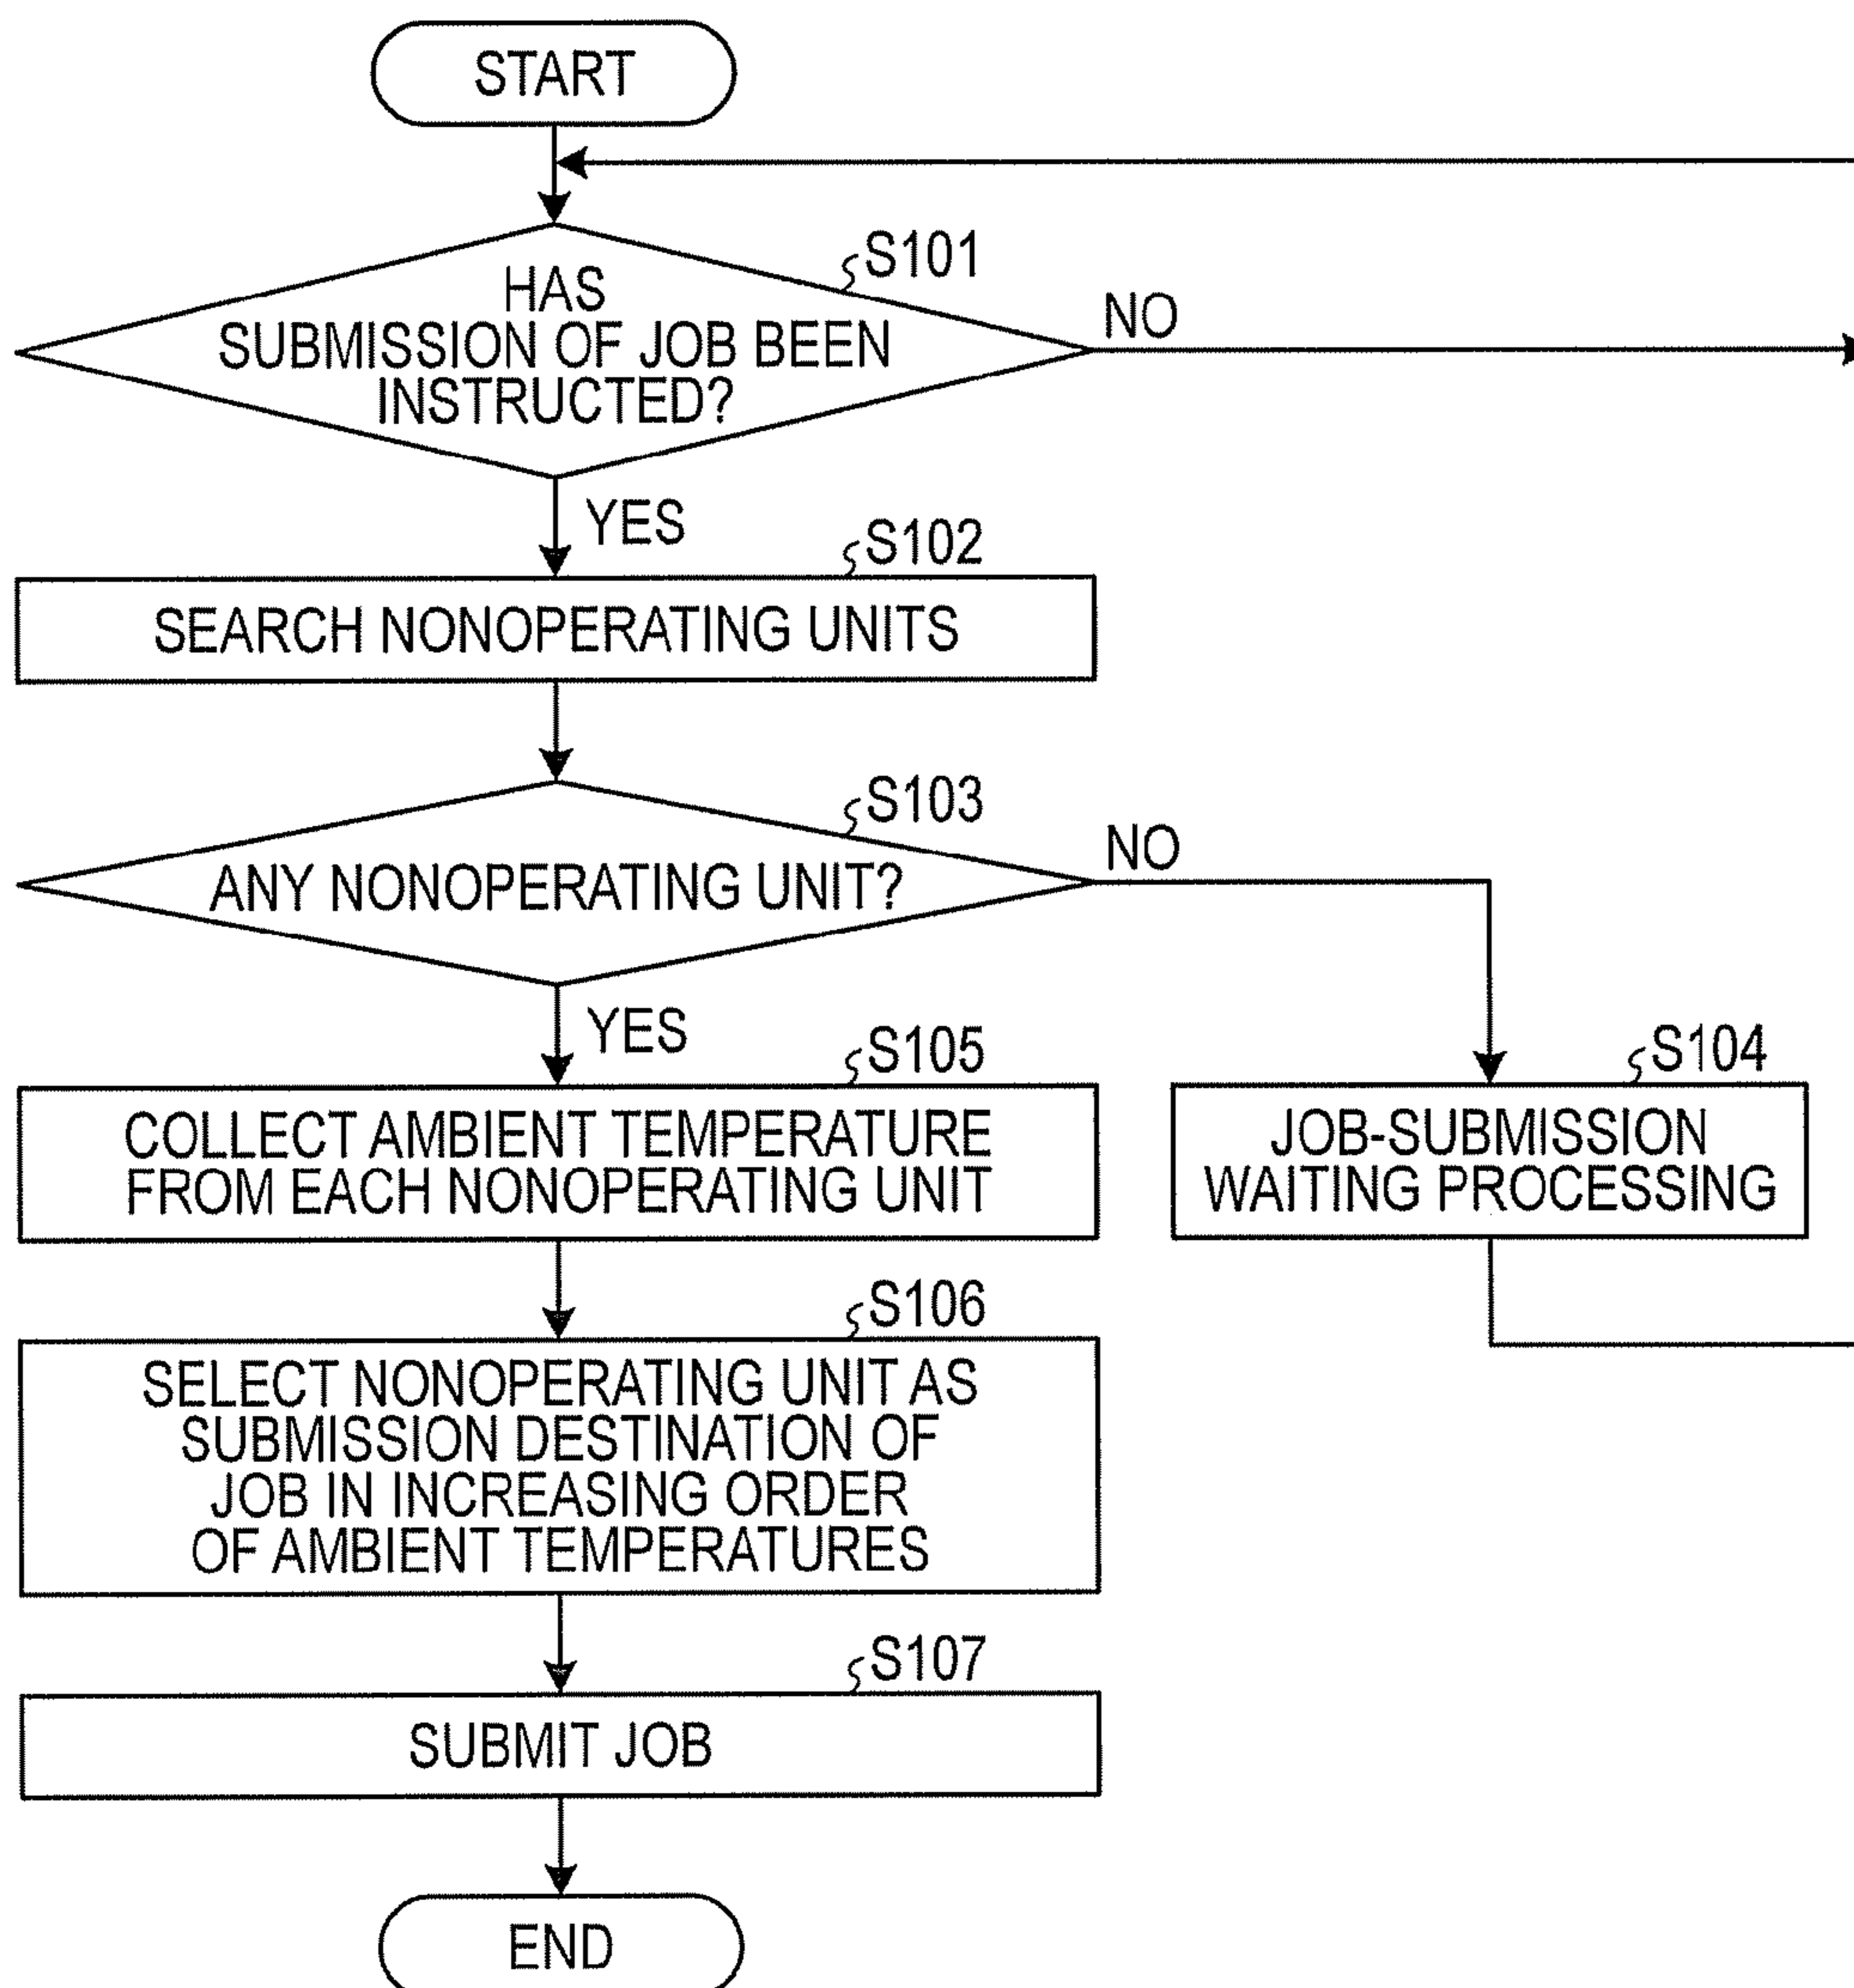 START
S101
HAS
SUBMISSION OF JOB BEEN
INSTRUCTED?
NO
YES
S102
SEARCH NONOPERATING UNITS
S103
ANY NONOPERATING UNIT?
NO
YES
S105
COLLECT AMBIENT TEMPERATURE
FROM EACH NONOPERATING UNIT
S104
JOB-SUBMISSION
WAITING PROCESSING
S106
SELECT NONOPERATING UNIT AS
SUBMISSION DESTINATION OF
JOB IN INCREASING ORDER
OF AMBIENT TEMPERATURES
S107
SUBMIT JOB
END